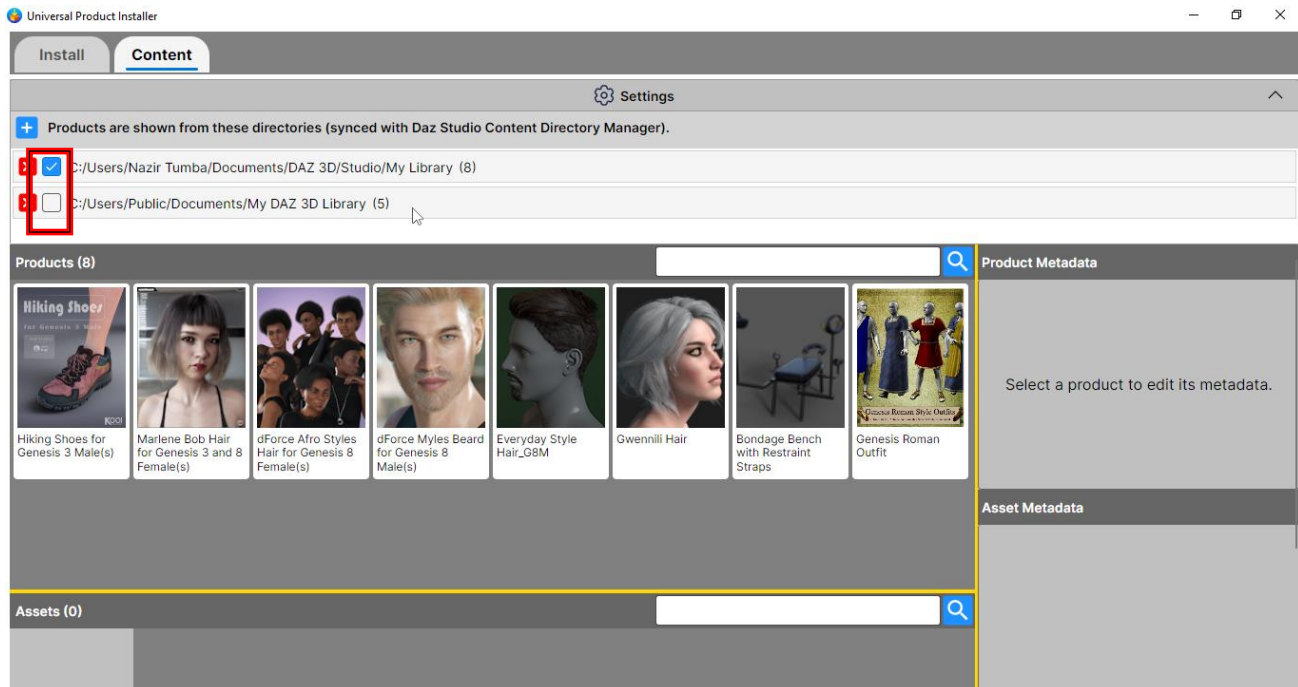 Universal Product Installer
Install
Content
Settings
Products are shown from these directories (synced with Daz Studio Content Directory Manager).
C:/Users/Nazir Tumba/Documents/DAZ 3D/Studio/My Library (8)
C:/Users/Public/Documents/My DAZ 3D Library (5)
Products (8)
Product Metadata
Hiking Shoes
for Genesis 3 Male
Genesis Roman Style Outfits
Hiking Shoes for
Genesis 3 Male(s)
Marlene Bob Hair
for Genesis 3 and 8
Female(s)
dForce Afro Styles
Hair for Genesis 8
Female(s)
dForce Myles Beard
for Genesis 8
Male(s)
Everyday Style
Hair_G8M
Gwennili Hair
Bondage Bench
with Restraint
Straps
Genesis Roman
Outfit
Select a product to edit its metadata.
Asset Metadata
Assets (0)